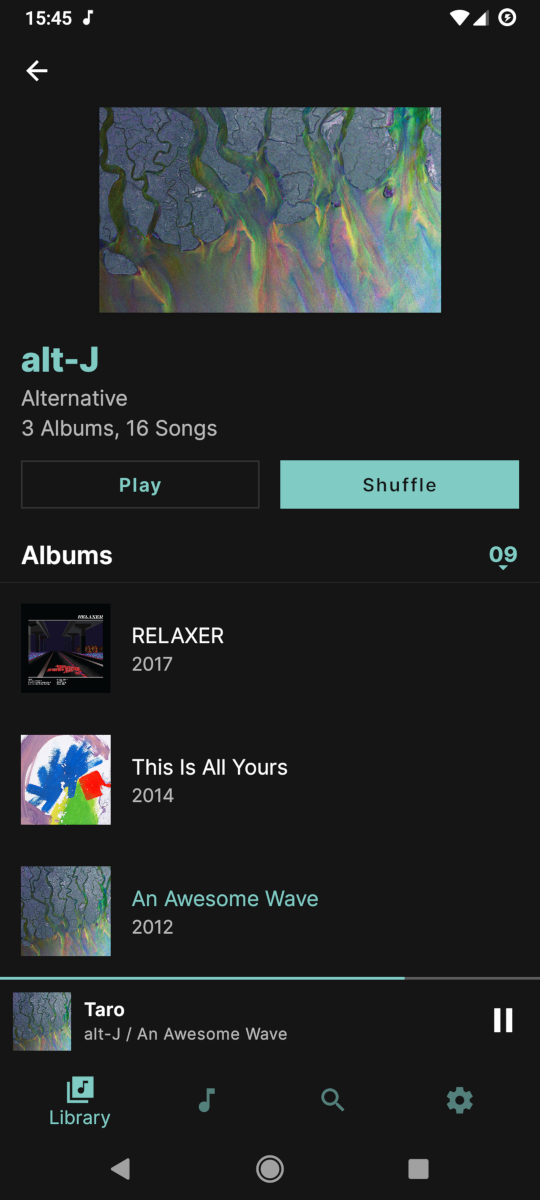 15:45
alt-J
Alternative
3 Albums, 16 Songs
Play
Shuffle
Albums
09
RELAXER
RELAXER
2017
This Is All Yours
2014
An Awesome Wave
2012
Taro
alt-J / An Awesome Wave
Library